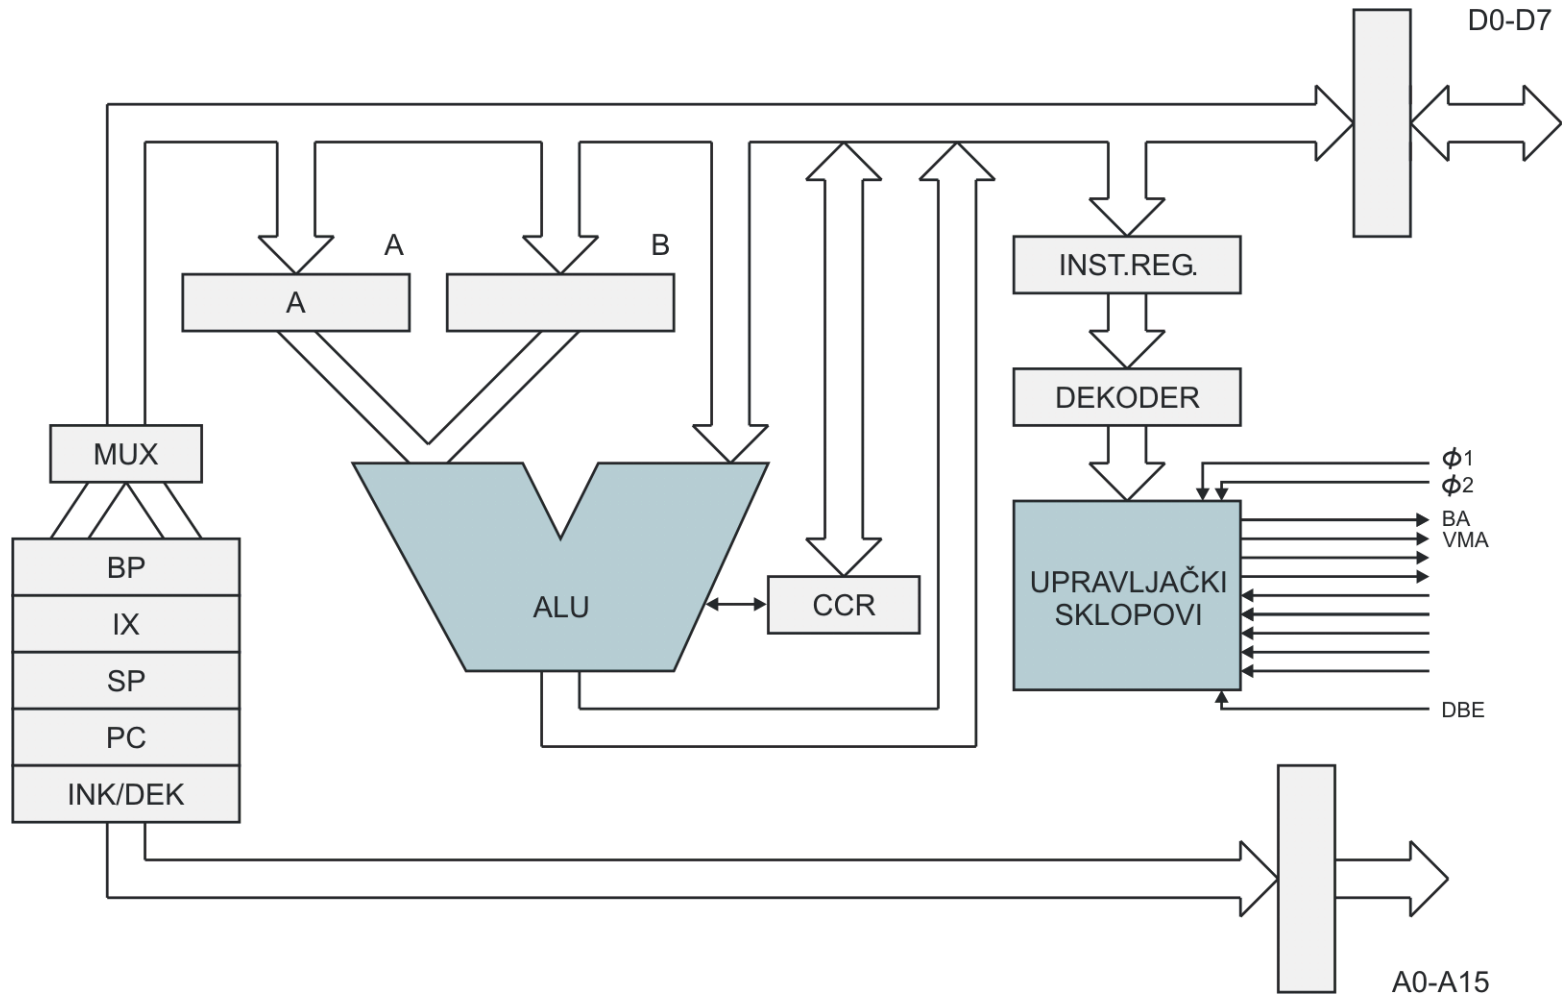 D0-D7
A
B
A
INST.REG.
DEKODER
MUX
ϕ1
ϕ2
BA
VMA
BP
IX
SP
PC
INK/DEK
ALU
CCR
UPRAVLJAČKI
SKLOPOVI
DBE
A0-A15